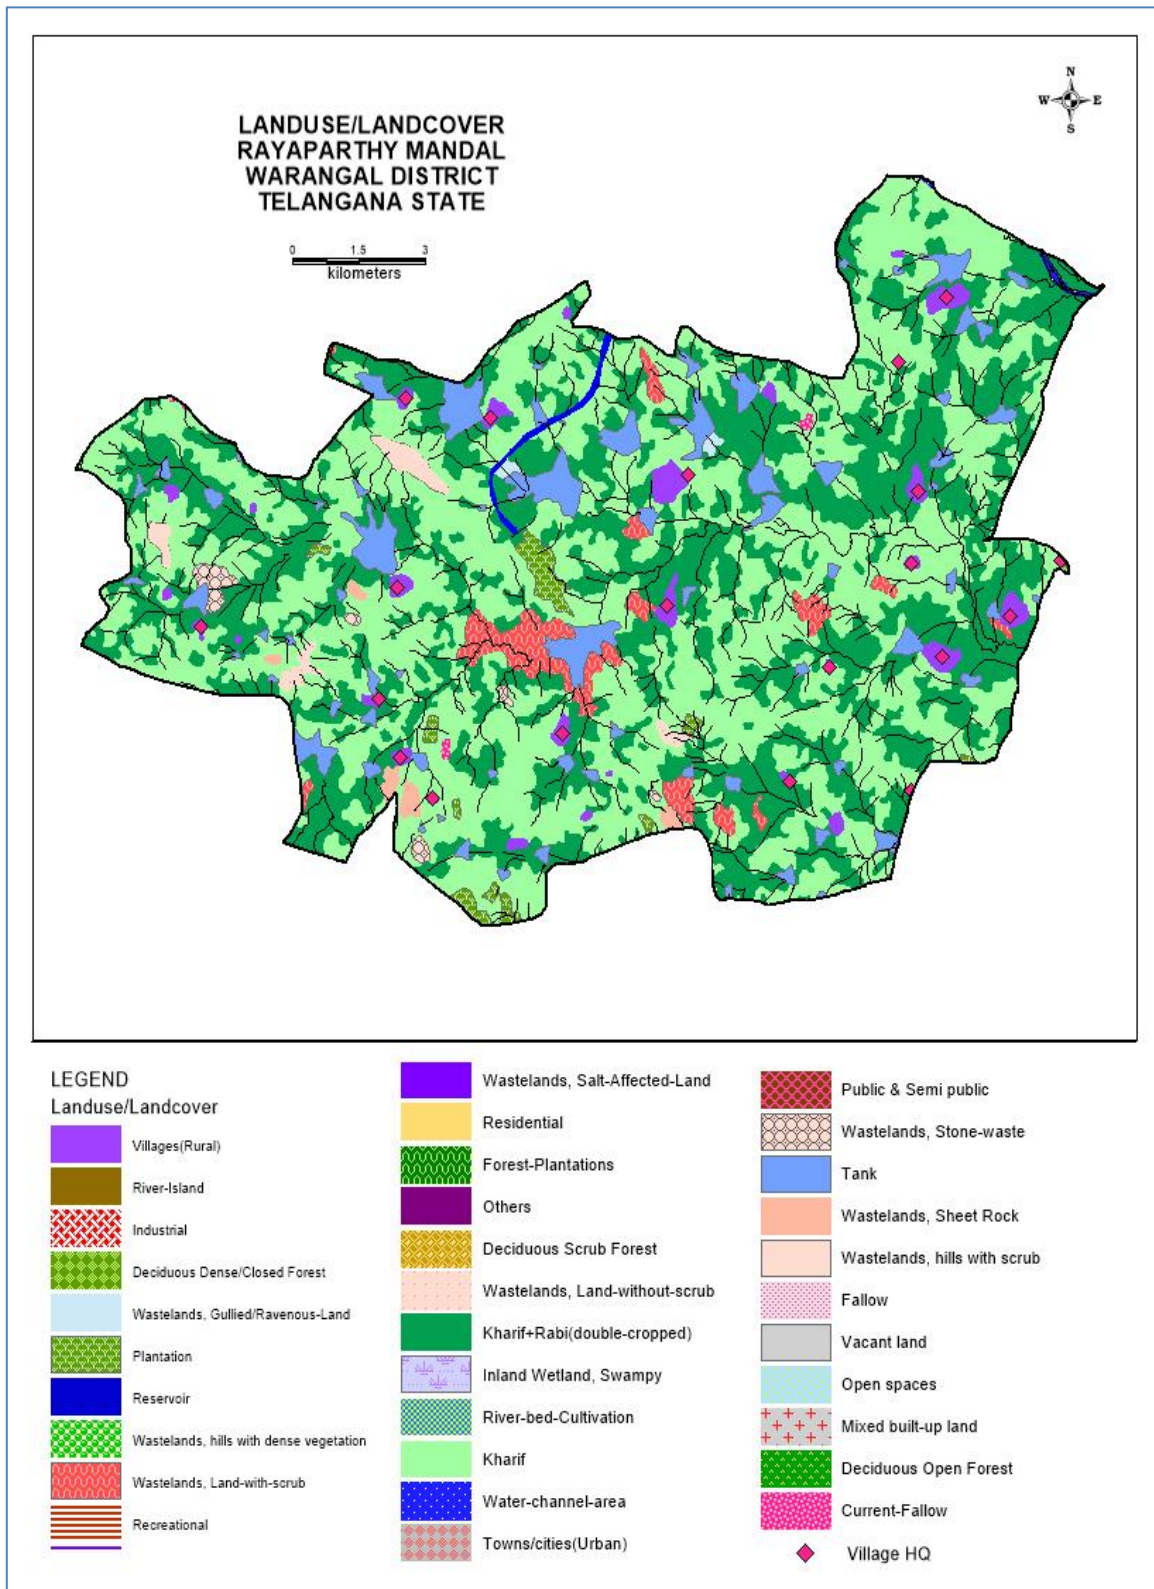 N
W E
S
LANDUSE/LANDCOVER
RAYAPARTHY MANDAL
WARANGAL DISTRICT
TELANGANA STATE
0 1.5 3
kilometers
LEGEND
Landuse/Landcover
Villages(Rural)
River-Island
Industrial
Deciduous Dense/Closed Forest
Wastelands, Gullied/Ravenous-Land
Plantation
Reservoir
Wastelands, hills with dense vegetation
Wastelands, Land-with-scrub
Recreational
Wastelands, Salt-Affected-Land
Residential
Forest-Plantations
Others
Deciduous Scrub Forest
Wastelands, Land-without-scrub
Kharif+Rabi(double-cropped)
Inland Wetland, Swampy
River-bed-Cultivation
Kharif
Water-channel-area
Towns/cities(Urban)
Public & Semi public
Wastelands, Stone-waste
Tank
Wastelands, Sheet Rock
Wastelands, hills with scrub
Fallow
Vacant land
Open spaces
Mixed built-up land
Deciduous Open Forest
Current-Fallow
Village HQ